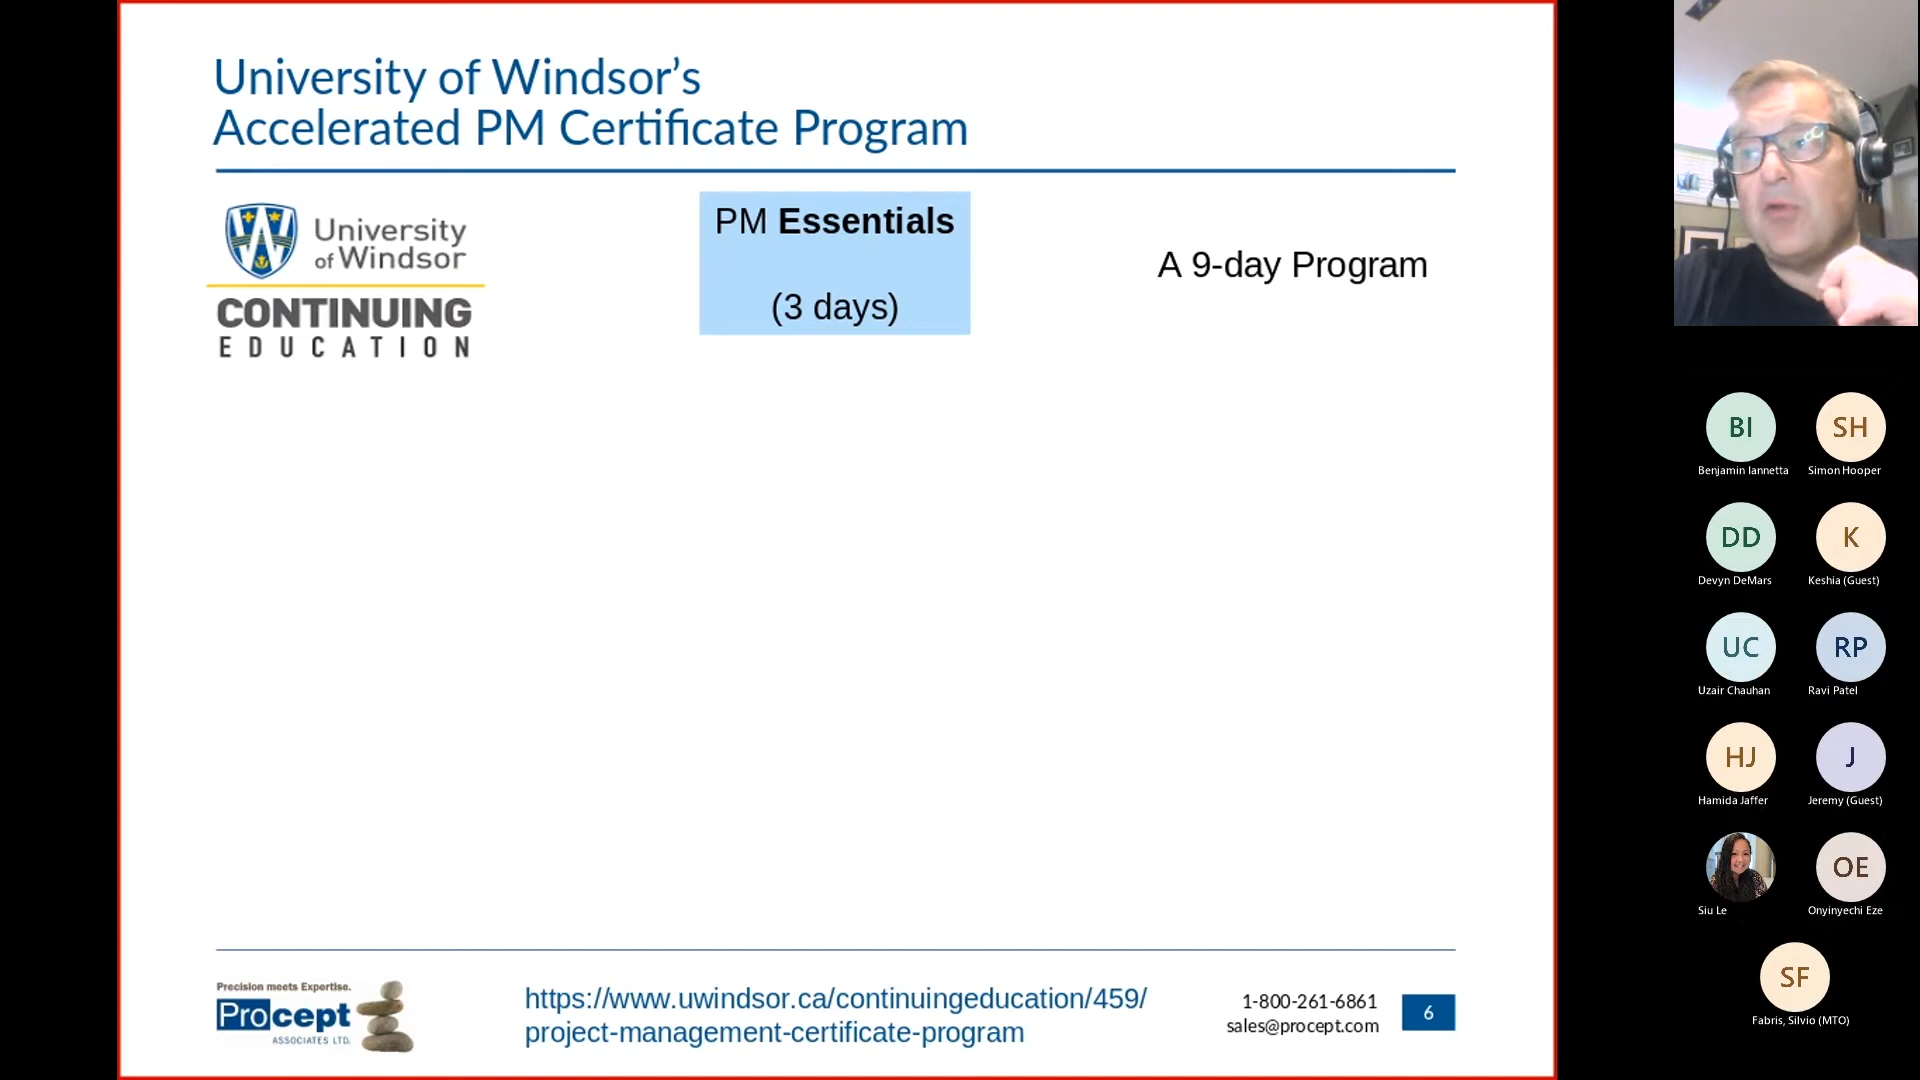 University of Windsor’s
Accelerated PM Certificate Program
University
of Windsor
CONTINUING
EDUCATION
PM Essentials
(3 days)
A 9-day Program
Precision meets Expertise.
Procept
ASSOCIATES LTD.
https://www.uwindsor.ca/continuingeducation/459/
project-management-certificate-program
1-800-261-6861
sales@procept.com
6
BI
Benjamin Iannetta
SH
Simon Hooper
DD
Devyn DeMars
K
Keshia (Guest)
UC
Uzair Chauhan
RP
Ravi Patel
HJ
Hamida Jaffer
J
Jeremy (Guest)
Siu Le
OE
Onyinyechi Eze
SF
Fabris, Silvio (MTO)